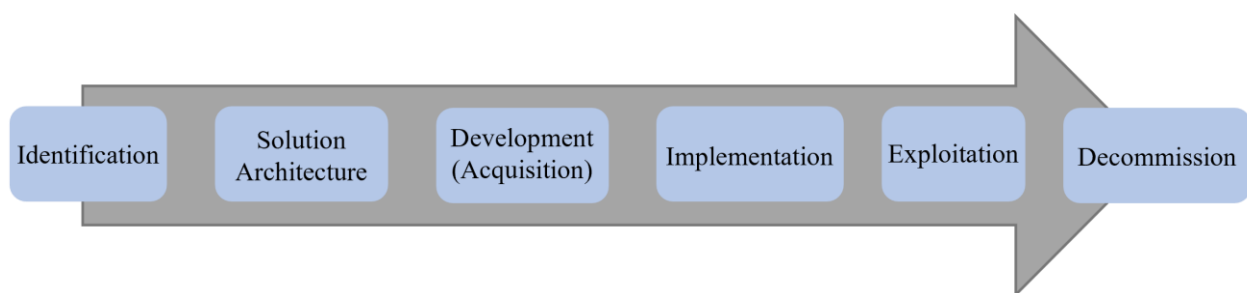 Identification
Solution
Architecture
Development
(Acquisition)
Implementation
Exploitation
Decommission